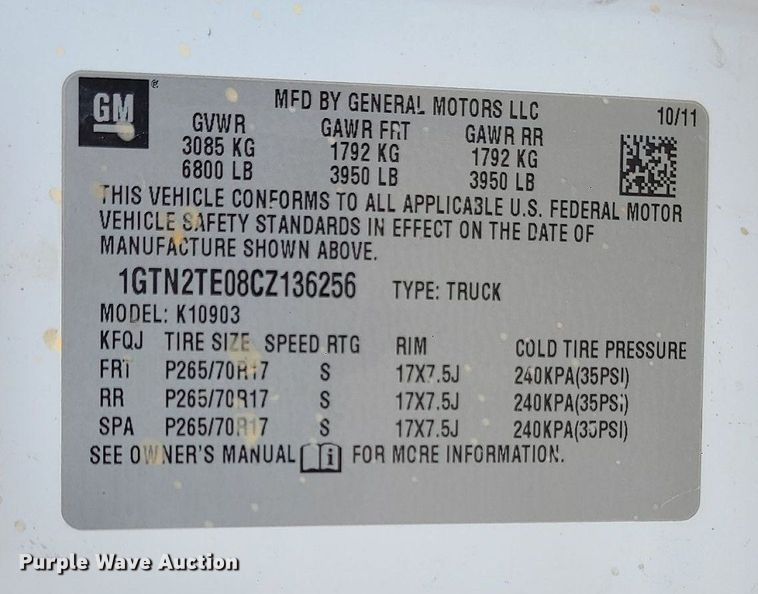 GM
MFD BY GENERAL MOTORS LLC 10/11
GVWR GAWR FRT GAWR RR
3085 KG 1792 KG 1792 KG
6800 LB 3950 LB 3950 LB
THIS VEHICLE CONFORMS TO ALL APPLICABLE U.S. FEDERAL MOTOR
VEHICLE SAFETY STANDARDS IN EFFECT ON THE DATE OF
MANUFACTURE SHOWN ABOVE.
1GTN2TE08CZ136256 TYPE: TRUCK
MODEL: K10903
KFQJ TIRE SIZE SPEED RTG RIM COLD TIRE PRESSURE
FRT P265/70R17 S 17X7.5J 240KPA(35PSI)
RR P265/70R17 S 17X7.5J 240KPA(35PSI)
SPA P265/70R17 S 17X7.5J 240KPA(35PSI)
SEE OWNER'S MANUAL i FOR MORE INFORMATION.
Purple Wave Auction